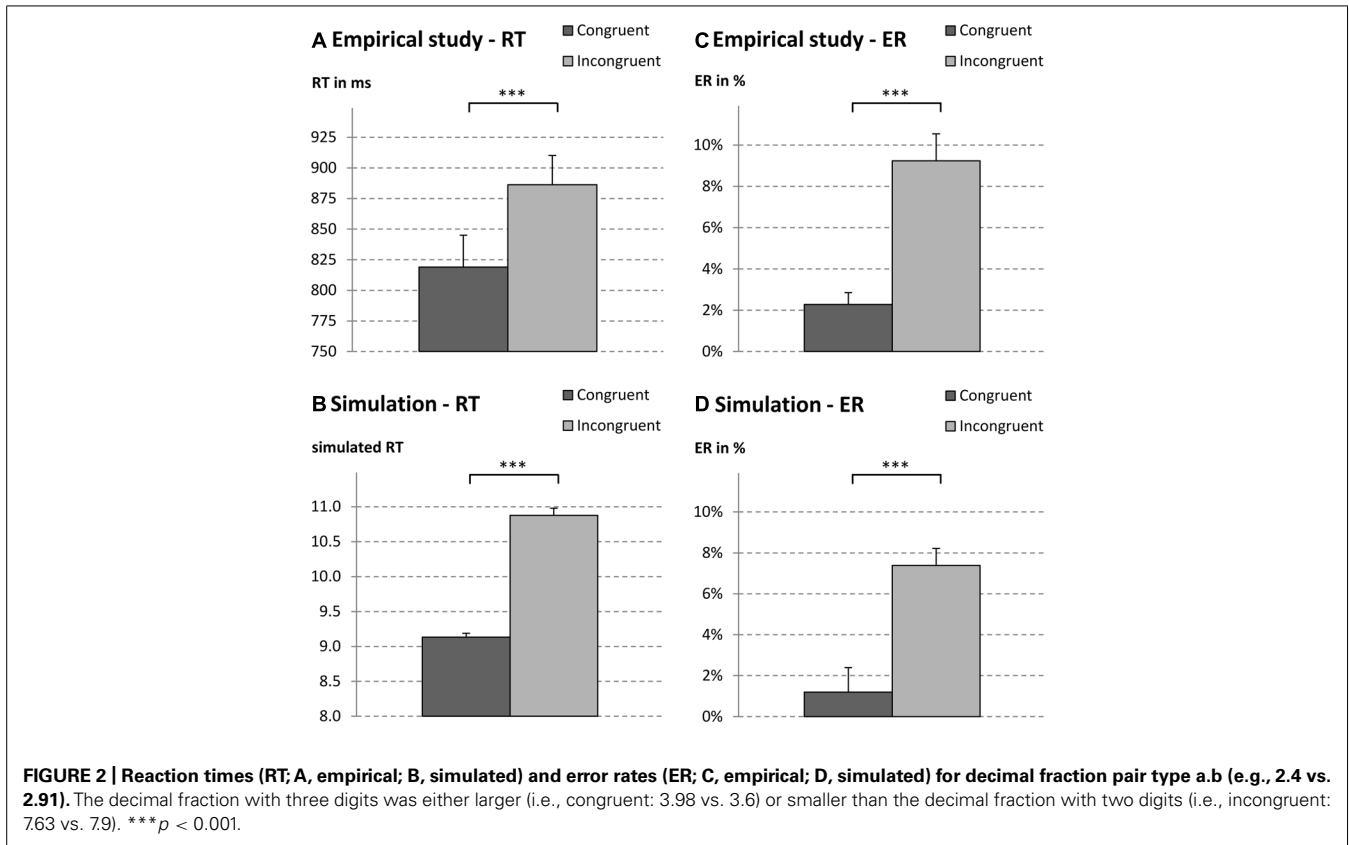 A Empirical study - RT
Congruent
Incongruent
RT in ms
***
925
900
875
850
825
800
775
750
C Empirical study - ER
Congruent
Incongruent
ER in %
***
10%
8%
6%
4%
2%
0%
B Simulation - RT
Congruent
Incongruent
simulated RT
***
11.0
10.5
10.0
9.5
9.0
8.5
8.0
D Simulation - ER
Congruent
Incongruent
ER in %
***
10%
8%
6%
4%
2%
0%
FIGURE 2 | Reaction times (RT; A, empirical; B, simulated) and error rates (ER; C, empirical; D, simulated) for decimal fraction pair type a.b (e.g., 2.4 vs.
2.91). The decimal fraction with three digits was either larger (i.e., congruent: 3.98 vs. 3.6) or smaller than the decimal fraction with two digits (i.e., incongruent:
7.63 vs. 7.9). ***p < 0.001.